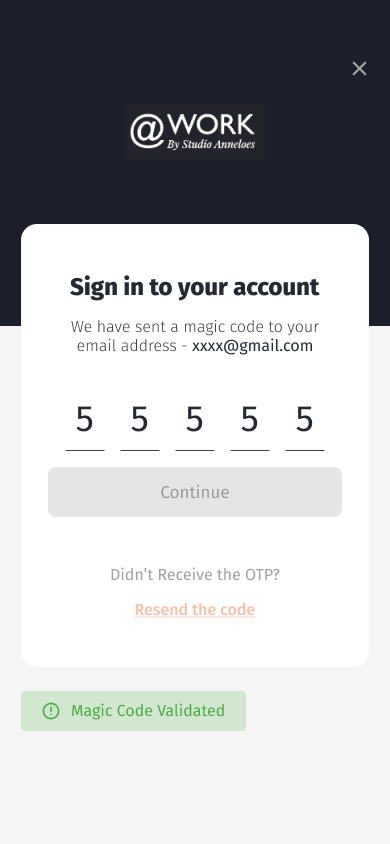 @WORK
By Studio Anneloes
Sign in to your account
We have sent a magic code to your
email address - xxxx@gmail.com
5 5 5 5 5
Continue
Didn’t Receive the OTP?
Resend the code
Magic Code Validated